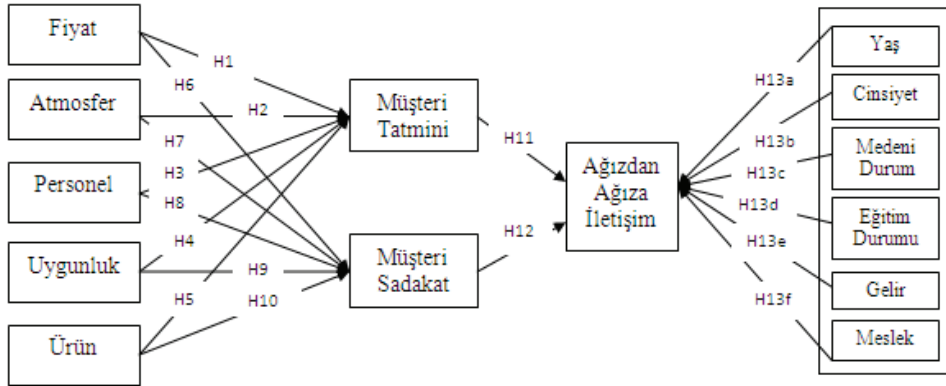 Fiyat
Atmosfer
Personel
Uygunluk
Ürün
H1
H6
H2
H7
H3
H8
H4
H9
H5
H10
Müşteri
Tatmini
Müşteri
Sadakat
H11
H12
Ağızdan
Ağıza
İletişim
H13a
H13b
H13c
H13d
H13e
H13f
Yaş
Cinsiyet
Medeni
Durum
Eğitim
Durumu
Gelir
Meslek